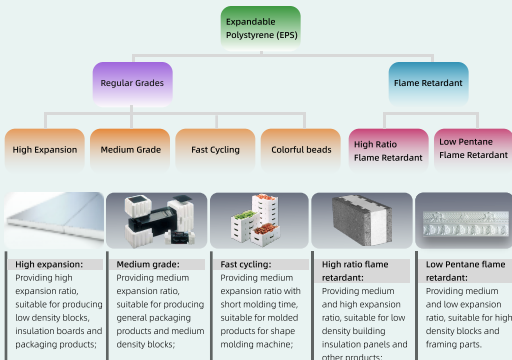 Expandable
Polystyrene (EPS)
Regular Grades
Flame Retardant
High Expansion
Medium Grade
Fast Cycling
Colorful beads
High Ratio
Flame Retardant
Low Pentane
Flame Retardant
High expansion:
Providing high
expansion ratio,
suitable for producing
low density blocks,
insulation boards and
packaging products;
Medium grade:
Providing medium
expansion ratio,
suitable for producing
general packaging
products and medium
density blocks;
Fast cycling:
Providing medium
expansion ratio with
short molding time,
suitable for molded
products for shape
molding machine;
High ratio flame
retardant:
Providing medium
and high expansion
ratio, suitable for low
density building
insulation panels and
other products;
Low Pentane flame
retardant:
Providing medium
and low expansion
ratio, suitable for high
density blocks and
framing parts.